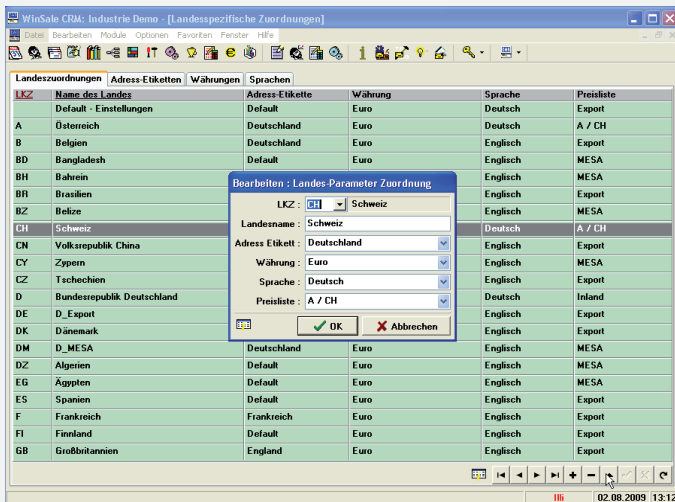 WinSale CRM: Industrie Demo - [Landesspezifische Zuordnungen]
Datei Bearbeiten Module Optionen Favoriten Fenster Hilfe
Landeszuordnungen Adress-Etiketten Währungen Sprachen
LKZ Name des Landes Adress-Etikette Währung Sprache Preisliste
Default - Einstellungen Default Euro Deutsch Export
A Österreich Deutschland Euro Deutsch A / CH
B Belgien Deutschland Euro Englisch Export
BD Bangladesh Default Euro Englisch MESA
BH Bahrein Englisch MESA
BR Brasilien Englisch Export
BZ Belize Englisch MESA
CH Schweiz Deutsch A / CH
CN Volksrepublik China Englisch Export
CY Zypern Englisch MESA
CZ Tschechien Englisch Export
D Bundesrepublik Deutschland Deutsch Inland
DE D_Export Englisch Export
DK Dänemark Englisch Export
DM D_MESA Deutschland Euro Englisch MESA
DZ Algerien Default Euro Englisch MESA
EG Ägypten Default Euro Englisch MESA
ES Spanien Default Euro Englisch Export
F Frankreich Frankreich Euro Englisch Export
FI Finnland Default Euro Englisch Export
GB Großbritannien England Euro Englisch Export
Bearbeiten : Landes-Parameter Zuordnung
LKZ : CH Schweiz
Landesname : Schweiz
Adress Etikett : Deutschland
Währung : Euro
Sprache : Deutsch
Preisliste : A / CH
OK Abbrechen
Illi 02.08.2009 13:12